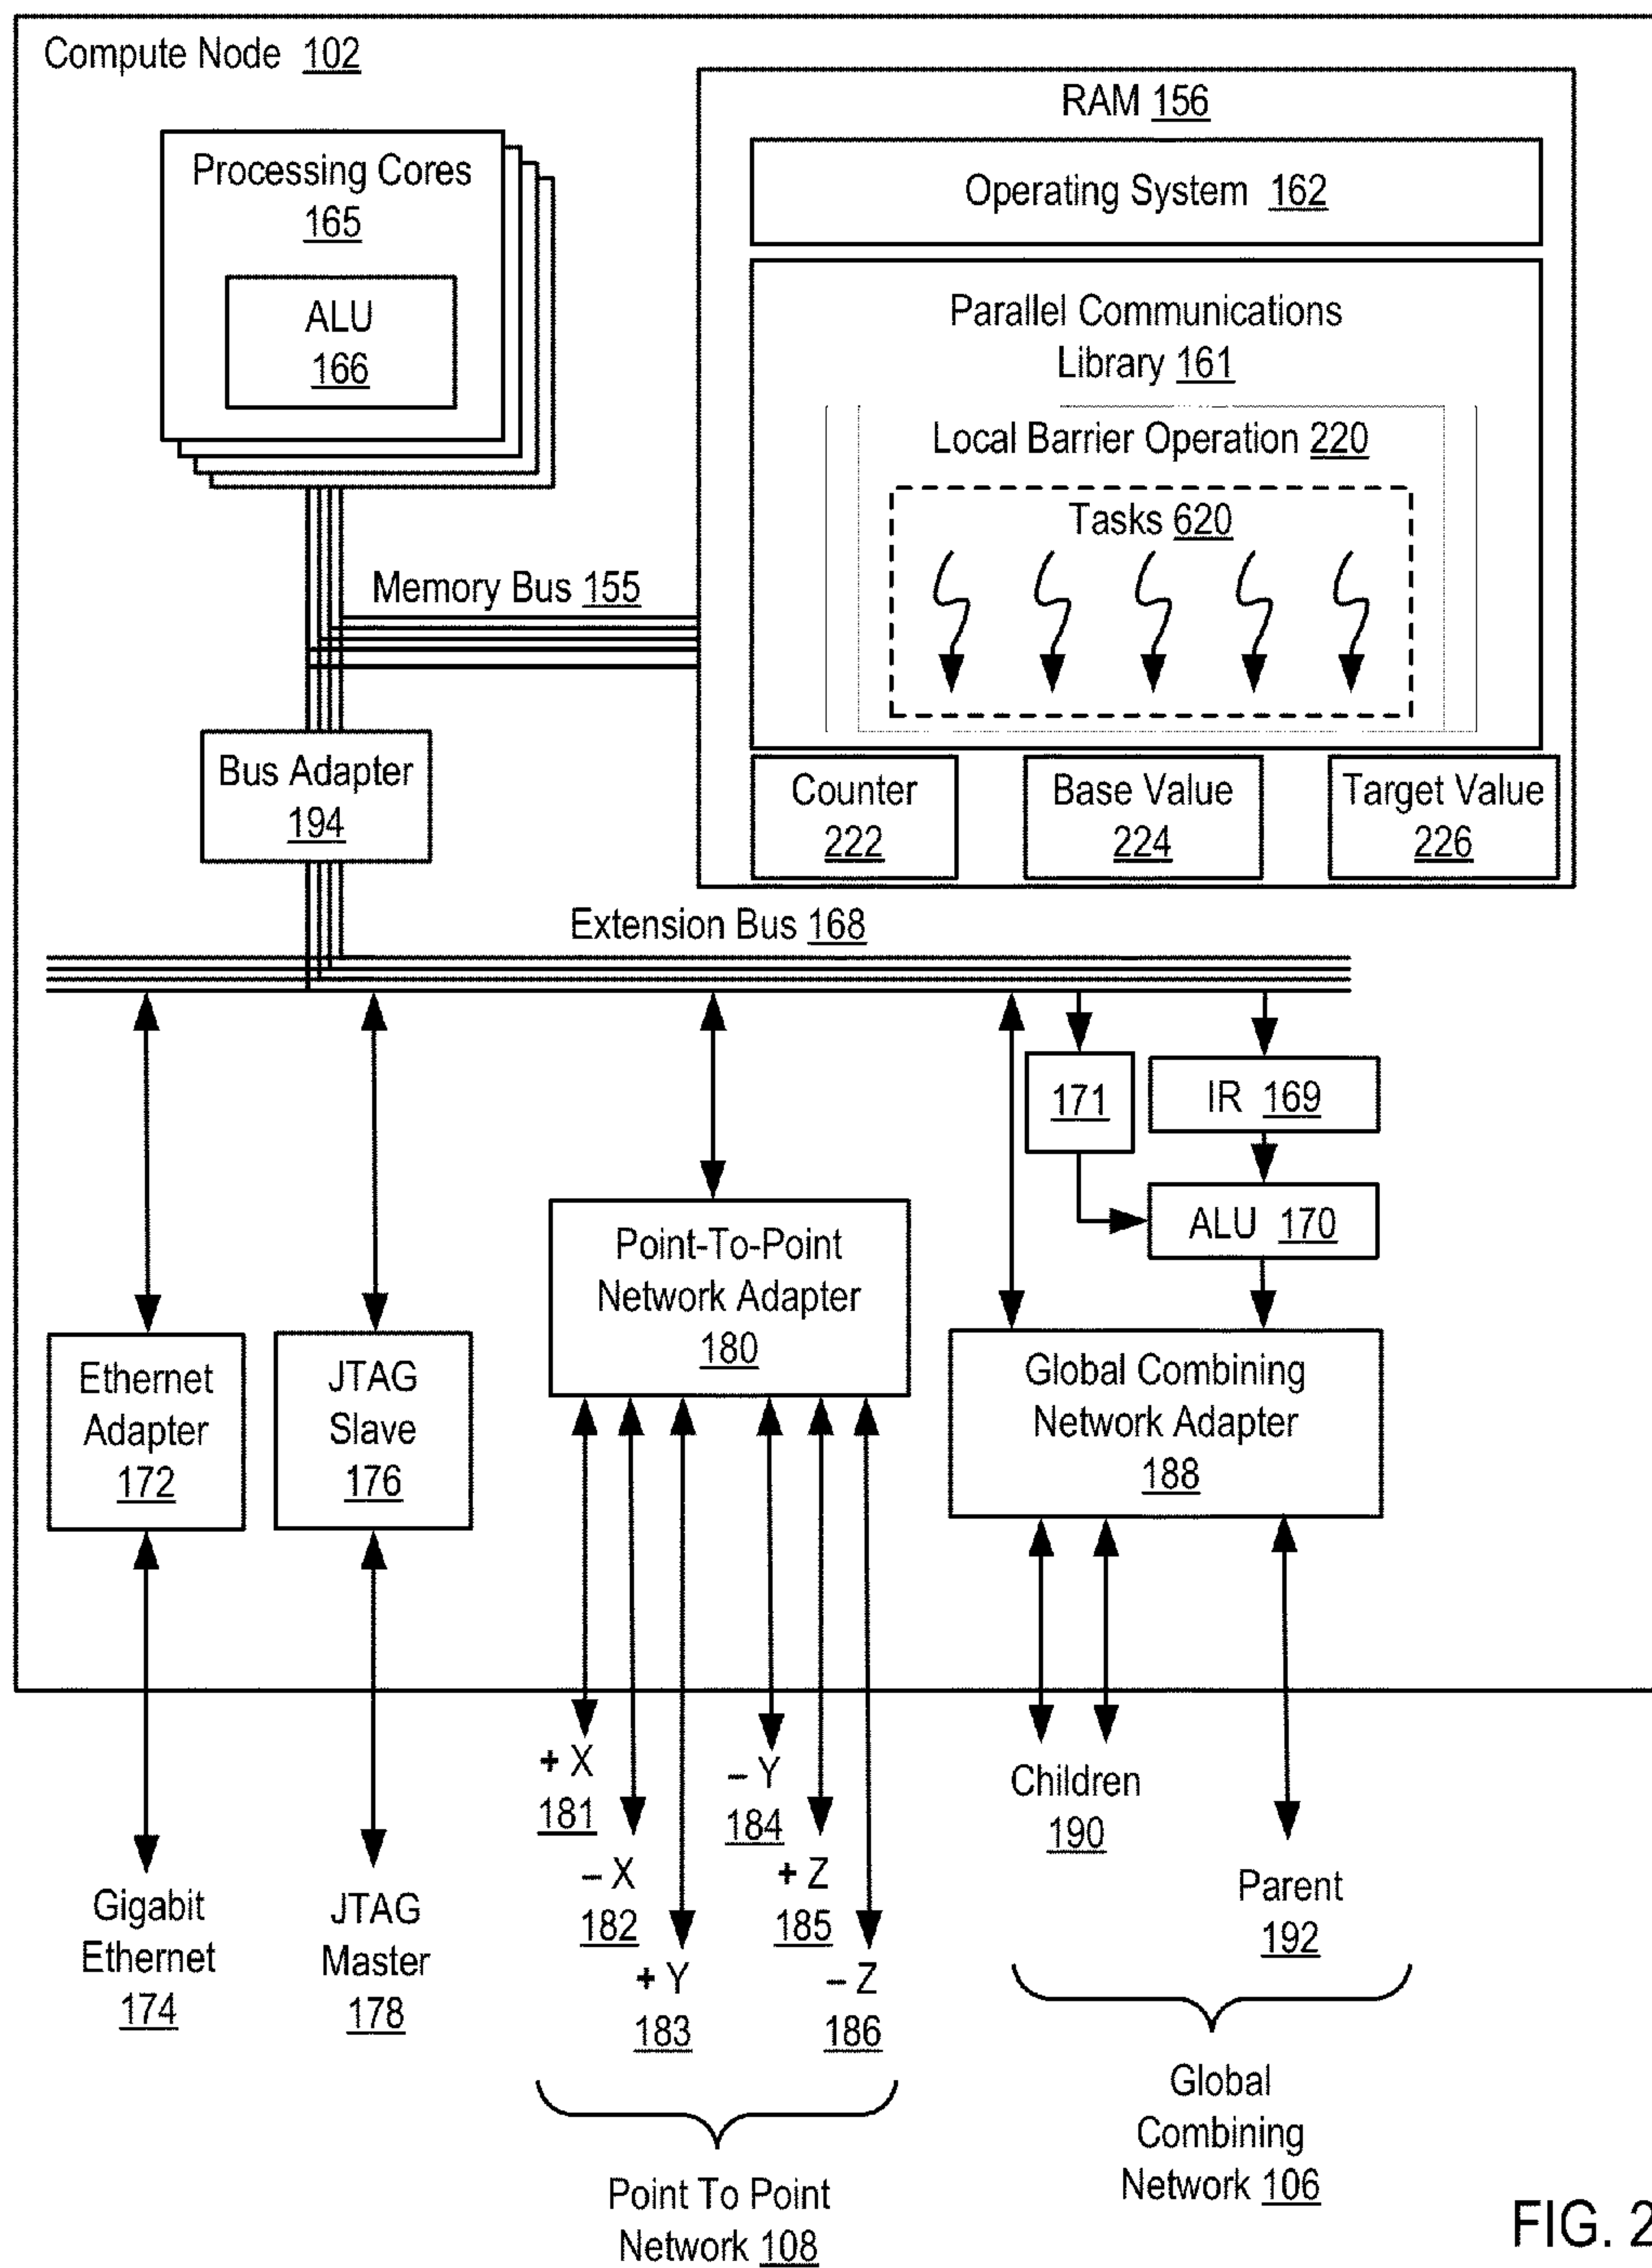 Compute Node 102
RAM 156
Processing Cores
165
ALU
166
Operating System 162
Parallel Communications
Library 161
Local Barrier Operation 220
Tasks 620
Memory Bus 155
Bus Adapter
194
Counter
222
Base Value
224
Target Value
226
Extension Bus 168
171
IR 169
ALU 170
Point-To-Point
Network Adapter
180
Ethernet
Adapter
172
JTAG
Slave
176
Global Combining
Network Adapter
188
+ X
181
– X
182
+ Y
183
– Y
184
+ Z
185
– Z
186
Children
190
Parent
192
Gigabit
Ethernet
174
JTAG
Master
178
Point To Point
Network 108
Global
Combining
Network 106
FIG. 2